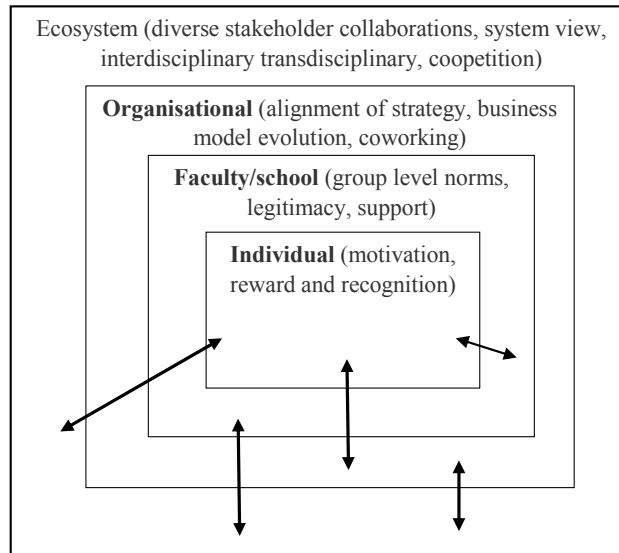 Ecosystem (diverse stakeholder collaborations, system view,
interdisciplinary transdisciplinary, coopetition)
Organisational (alignment of strategy, business
model evolution, coworking)
Faculty/school (group level norms,
legitimacy, support)
Individual (motivation,
reward and recognition)